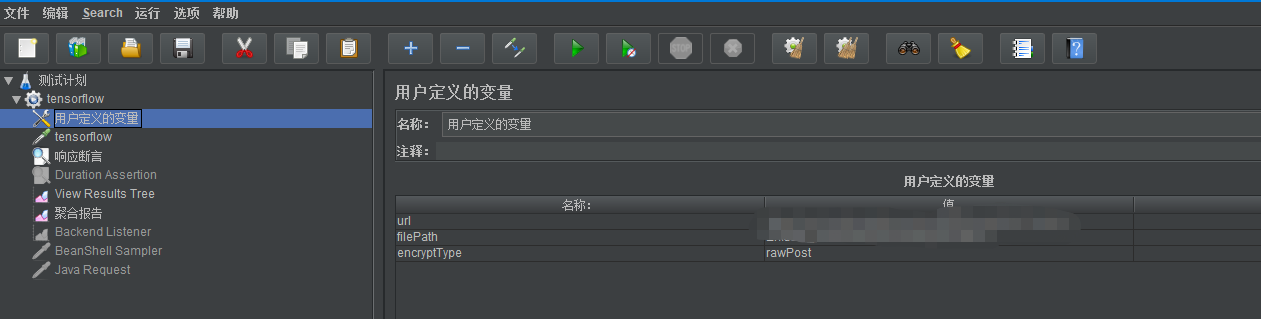 文件 编辑 Search 运行 选项 帮助
STOP
测试计划
tensorflow
用户定义的变量
tensorflow
响应断言
Duration Assertion
View Results Tree
聚合报告
Backend Listener
BeanShell Sampler
Java Request
用户定义的变量
名称： 用户定义的变量
注释：
用户定义的变量
名称： 值
url
filePath
encryptType rawPost